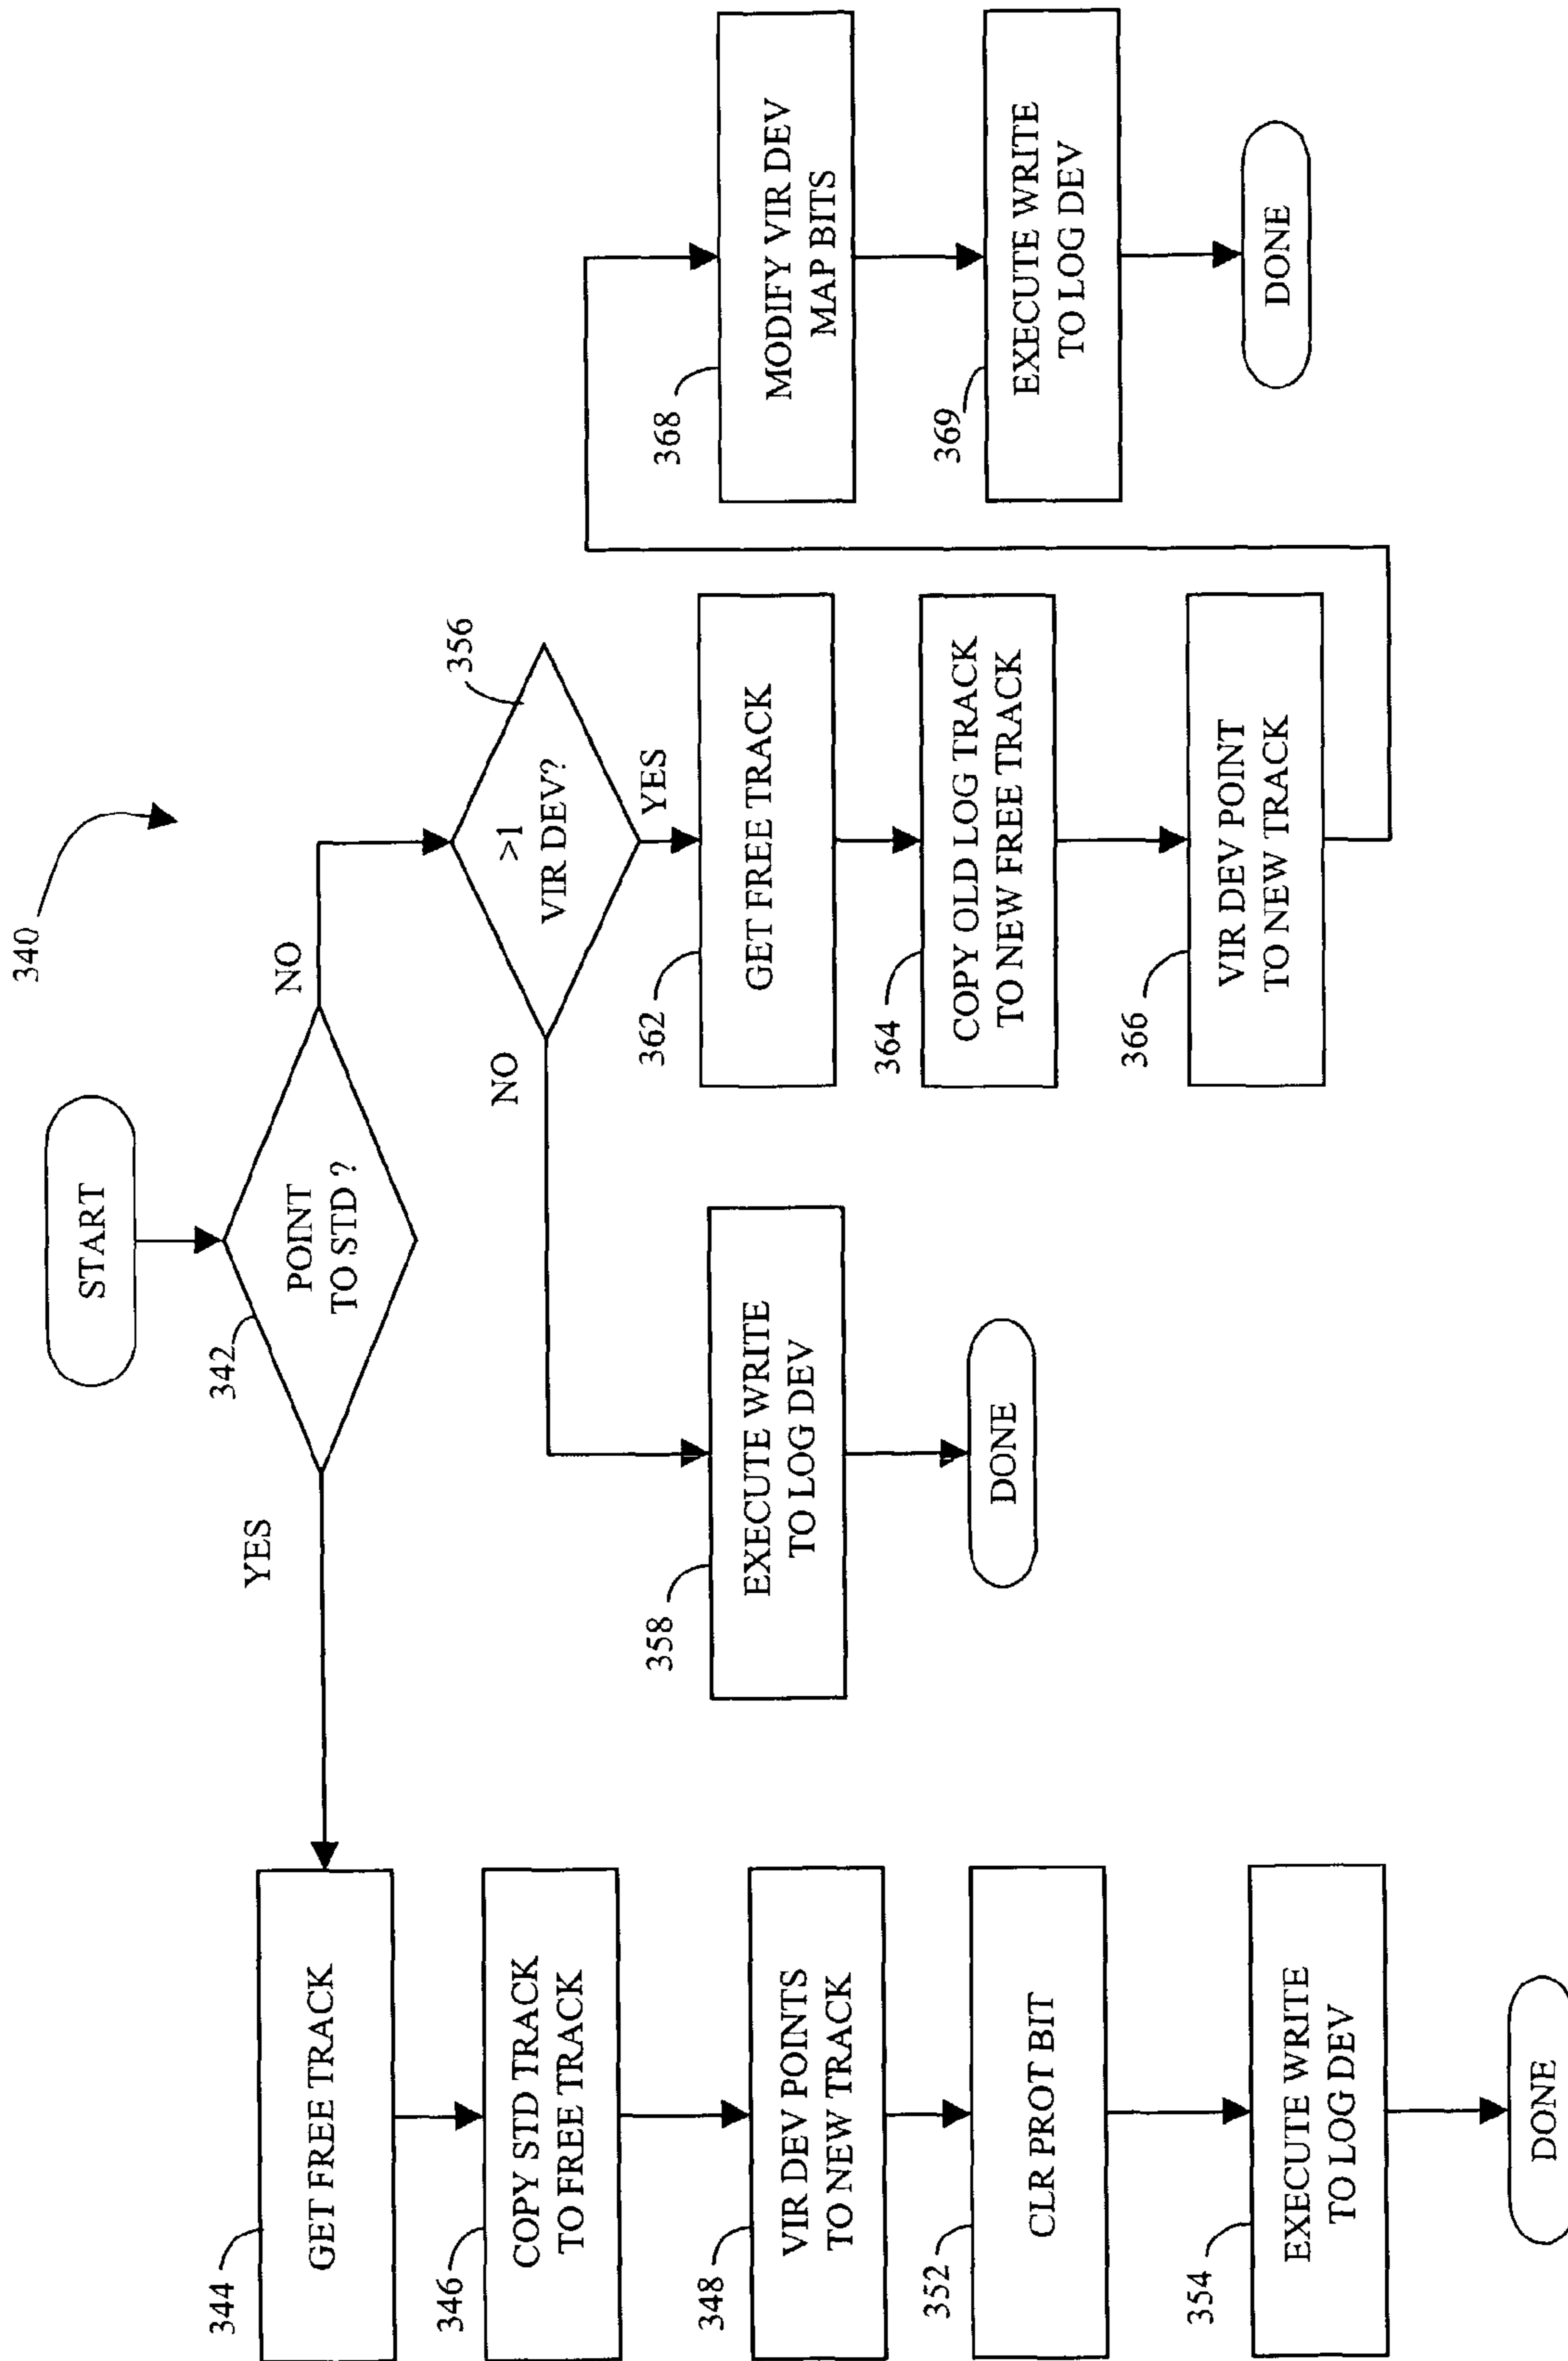 340
START
342
POINT
TO STD ?
YES
NO
344
GET FREE TRACK
346
COPY STD TRACK
TO FREE TRACK
348
VIR DEV POINTS
TO NEW TRACK
352
CLR PROT BIT
354
EXECUTE WRITE
TO LOG DEV
DONE
356
>1
VIR DEV?
NO
YES
358
EXECUTE WRITE
TO LOG DEV
DONE
362
GET FREE TRACK
364
COPY OLD LOG TRACK
TO NEW FREE TRACK
366
VIR DEV POINT
TO NEW TRACK
368
MODIFY VIR DEV
MAP BITS
369
EXECUTE WRITE
TO LOG DEV
DONE